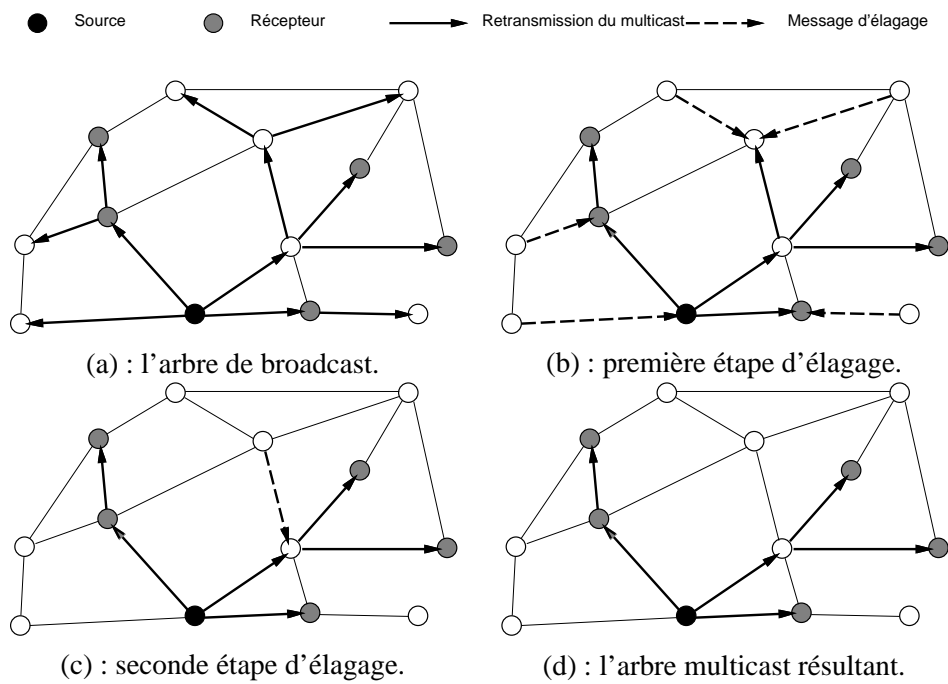 Source Récepteur Retransmission du multicast Message d'élagage
(a) : l'arbre de broadcast. (b) : première étape d'élagage.
(c) : seconde étape d'élagage. (d) : l'arbre multicast résultant.